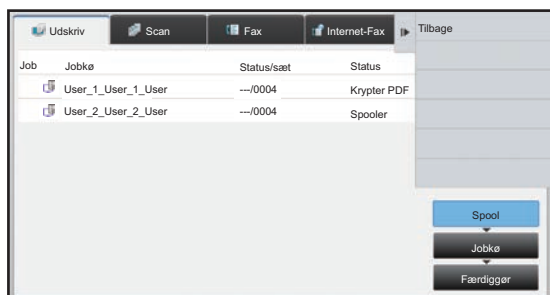 Udskriv Scan Fax Internet-Fax Tilbage
Job Jobkø Status/sæt Status
User_1_User_1_User ---/0004 Krypter PDF
User_2_User_2_User ---/0004 Spooler
Spool
Jobkø
Færdiggør